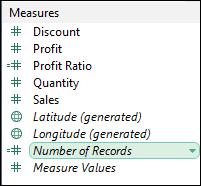 Measures
Discount
Profit
Profit Ratio
Quantity
Sales
Latitude (generated)
Longitude (generated)
Number of Records
Measure Values